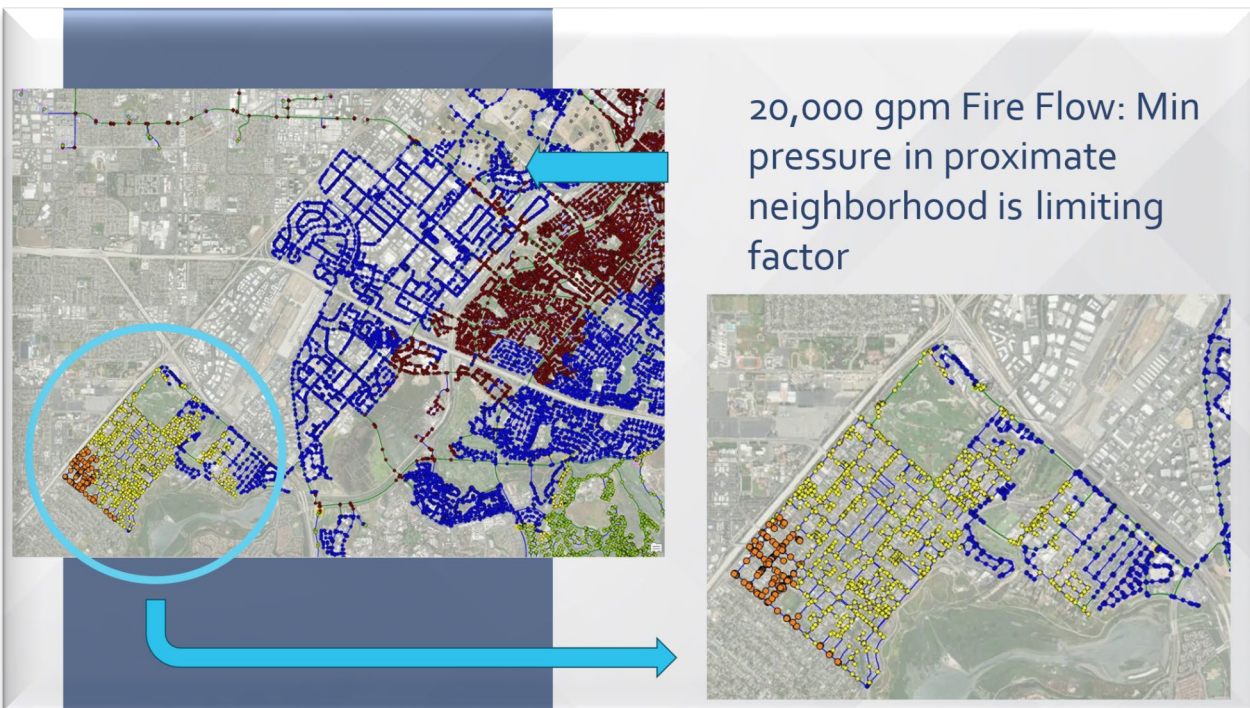 20,000 gpm Fire Flow: Min
pressure in proximate
neighborhood is limiting
factor